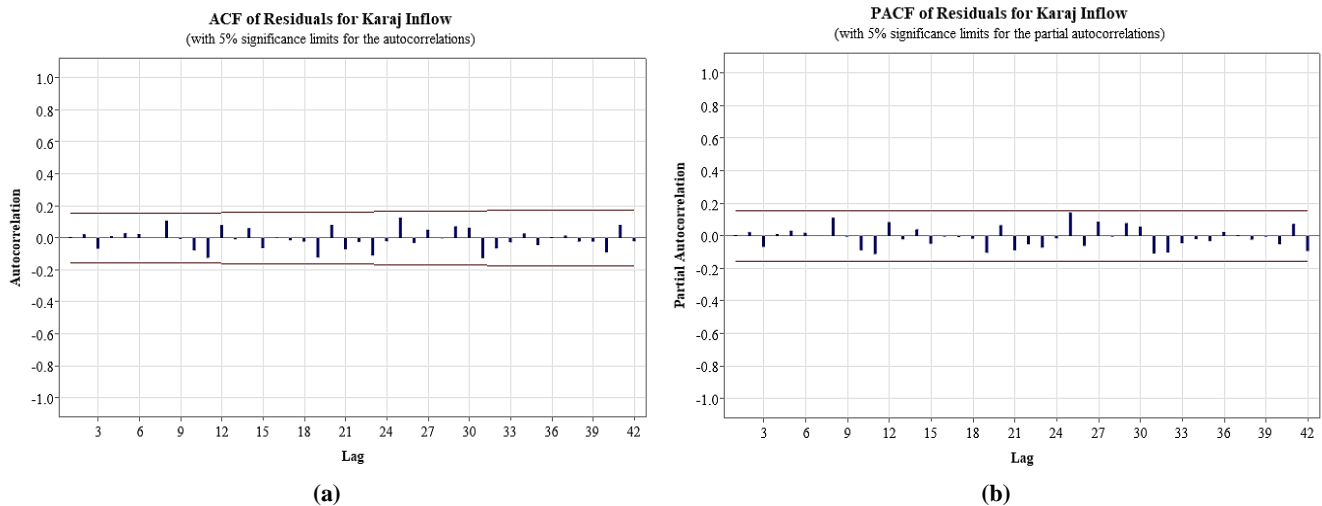 ACF of Residuals for Karaj Inflow
(with 5% significance limits for the autocorrelations)
Autocorrelation
1.0
0.8
0.6
0.4
0.2
0.0
-0.2
-0.4
-0.6
-0.8
-1.0
3 6 9 12 15 18 21 24 27 30 33 36 39 42
Lag
(a)
PACF of Residuals for Karaj Inflow
(with 5% significance limits for the partial autocorrelations)
Partial Autocorrelation
1.0
0.8
0.6
0.4
0.2
0.0
-0.2
-0.4
-0.6
-0.8
-1.0
3 6 9 12 15 18 21 24 27 30 33 36 39 42
Lag
(b)